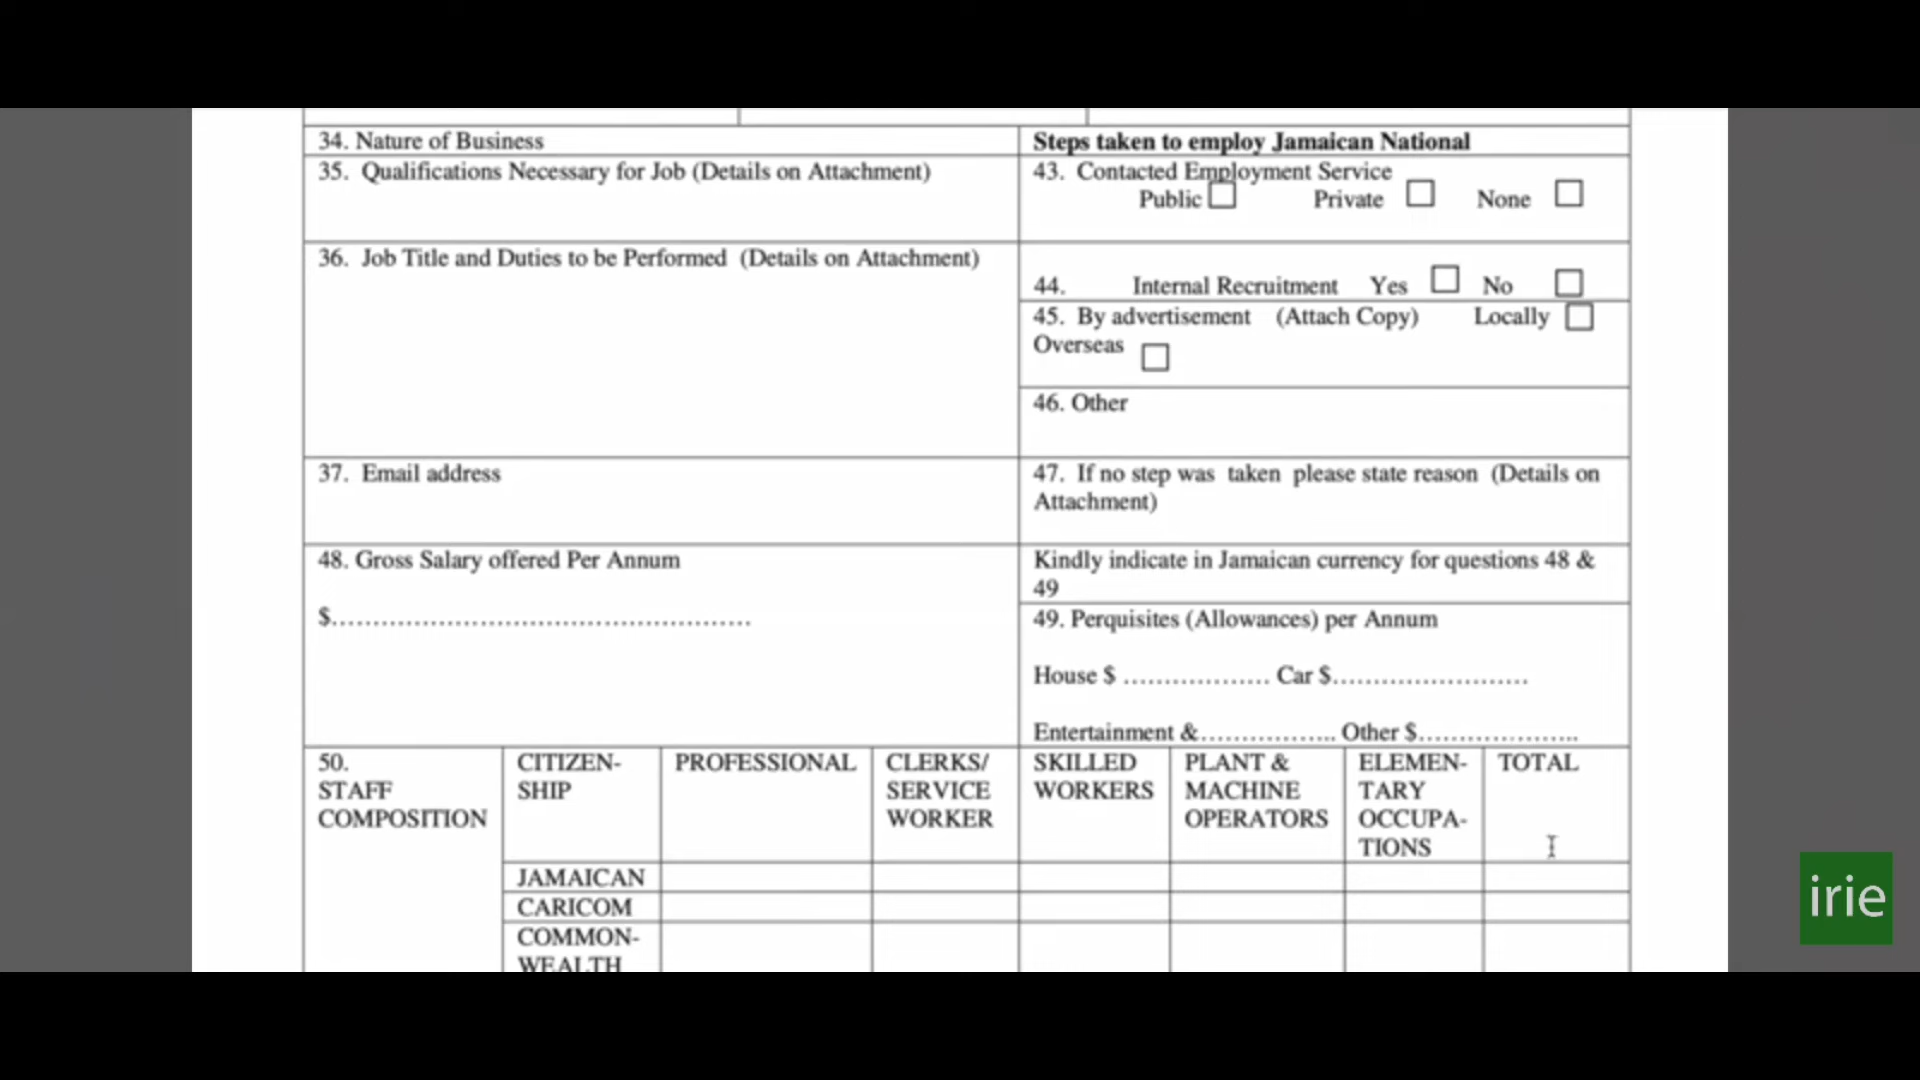 34. Nature of Business
Steps taken to employ Jamaican National
35. Qualifications Necessary for Job (Details on Attachment)
43. Contacted Employment Service
Public Private None
36. Job Title and Duties to be Performed (Details on Attachment)
44. Internal Recruitment Yes No
45. By advertisement (Attach Copy) Locally
Overseas
46. Other
37. Email address
47. If no step was taken please state reason (Details on
Attachment)
48. Gross Salary offered Per Annum
$..................................................
Kindly indicate in Jamaican currency for questions 48 &
49
49. Perquisites (Allowances) per Annum
House $ .................. Car $........................
Entertainment &................ Other $...................
50.
STAFF
COMPOSITION
CITIZEN-
SHIP
PROFESSIONAL
CLERKS/
SERVICE
WORKER
SKILLED
WORKERS
PLANT &
MACHINE
OPERATORS
ELEMEN-
TARY
OCCUPA-
TIONS
TOTAL
JAMAICAN
CARICOM
COMMON-
WEALTH
irie